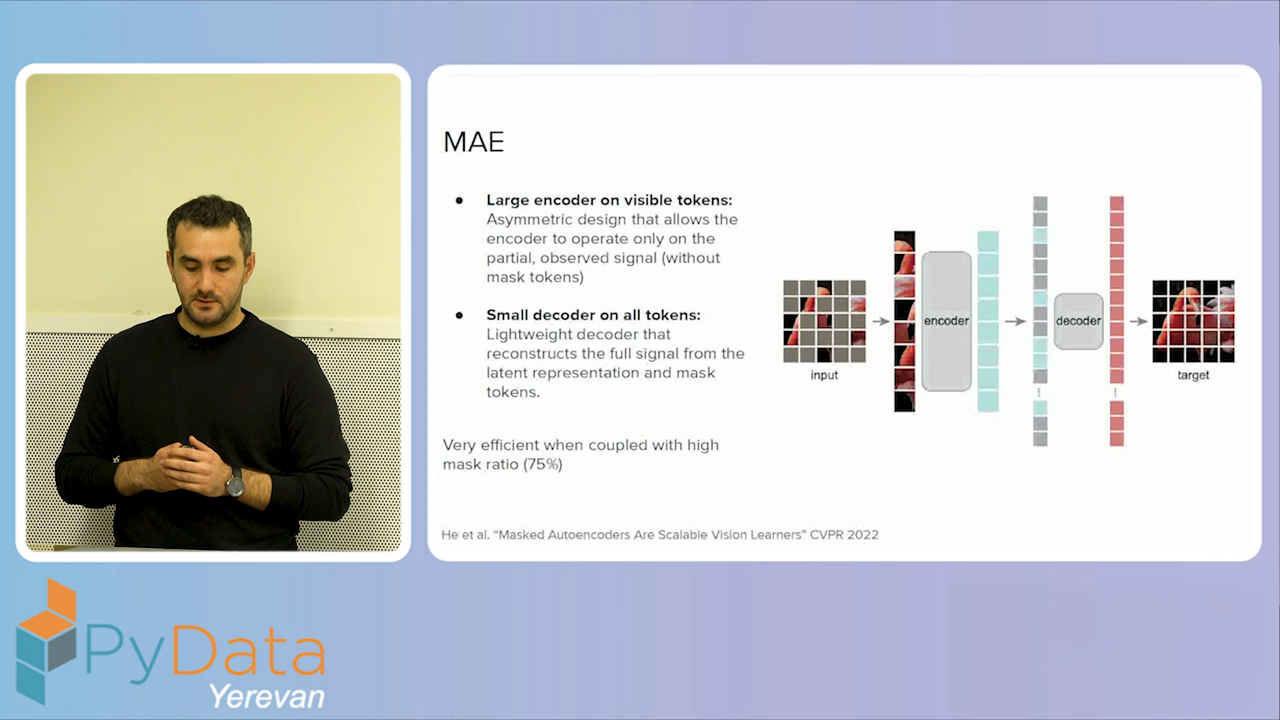 MAE
● Large encoder on visible tokens:
Asymmetric design that allows the
encoder to operate only on the
partial, observed signal (without
mask tokens)
● Small decoder on all tokens:
Lightweight decoder that
reconstructs the full signal from the
latent representation and mask
tokens.
Very efficient when coupled with high
mask ratio (75%)
input
encoder
decoder
target
He et al. “Masked Autoencoders Are Scalable Vision Learners” CVPR 2022
PyData
Yerevan